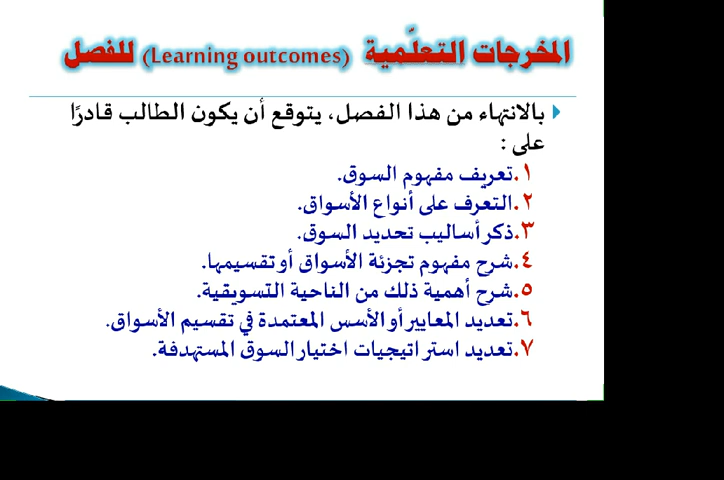 المخرجات التعلّمية (Learning outcomes) للفصل
بالانتهاء من هذا الفصل، يتوقع أن يكون الطالب قادرًا
على :
١.تعريف مفهوم السوق.
٢.التعرف على أنواع الأسواق.
٣.ذكر أساليب تحديد السوق.
٤.شرح مفهوم تجزئة الأسواق أو تقسيمها.
٥.شرح أهمية ذلك من الناحية التسويقية.
٦.تعديد المعايير أو الأسس المعتمدة في تقسيم الأسواق.
٧.تعديد استراتيجيات اختيار السوق المستهدفة.